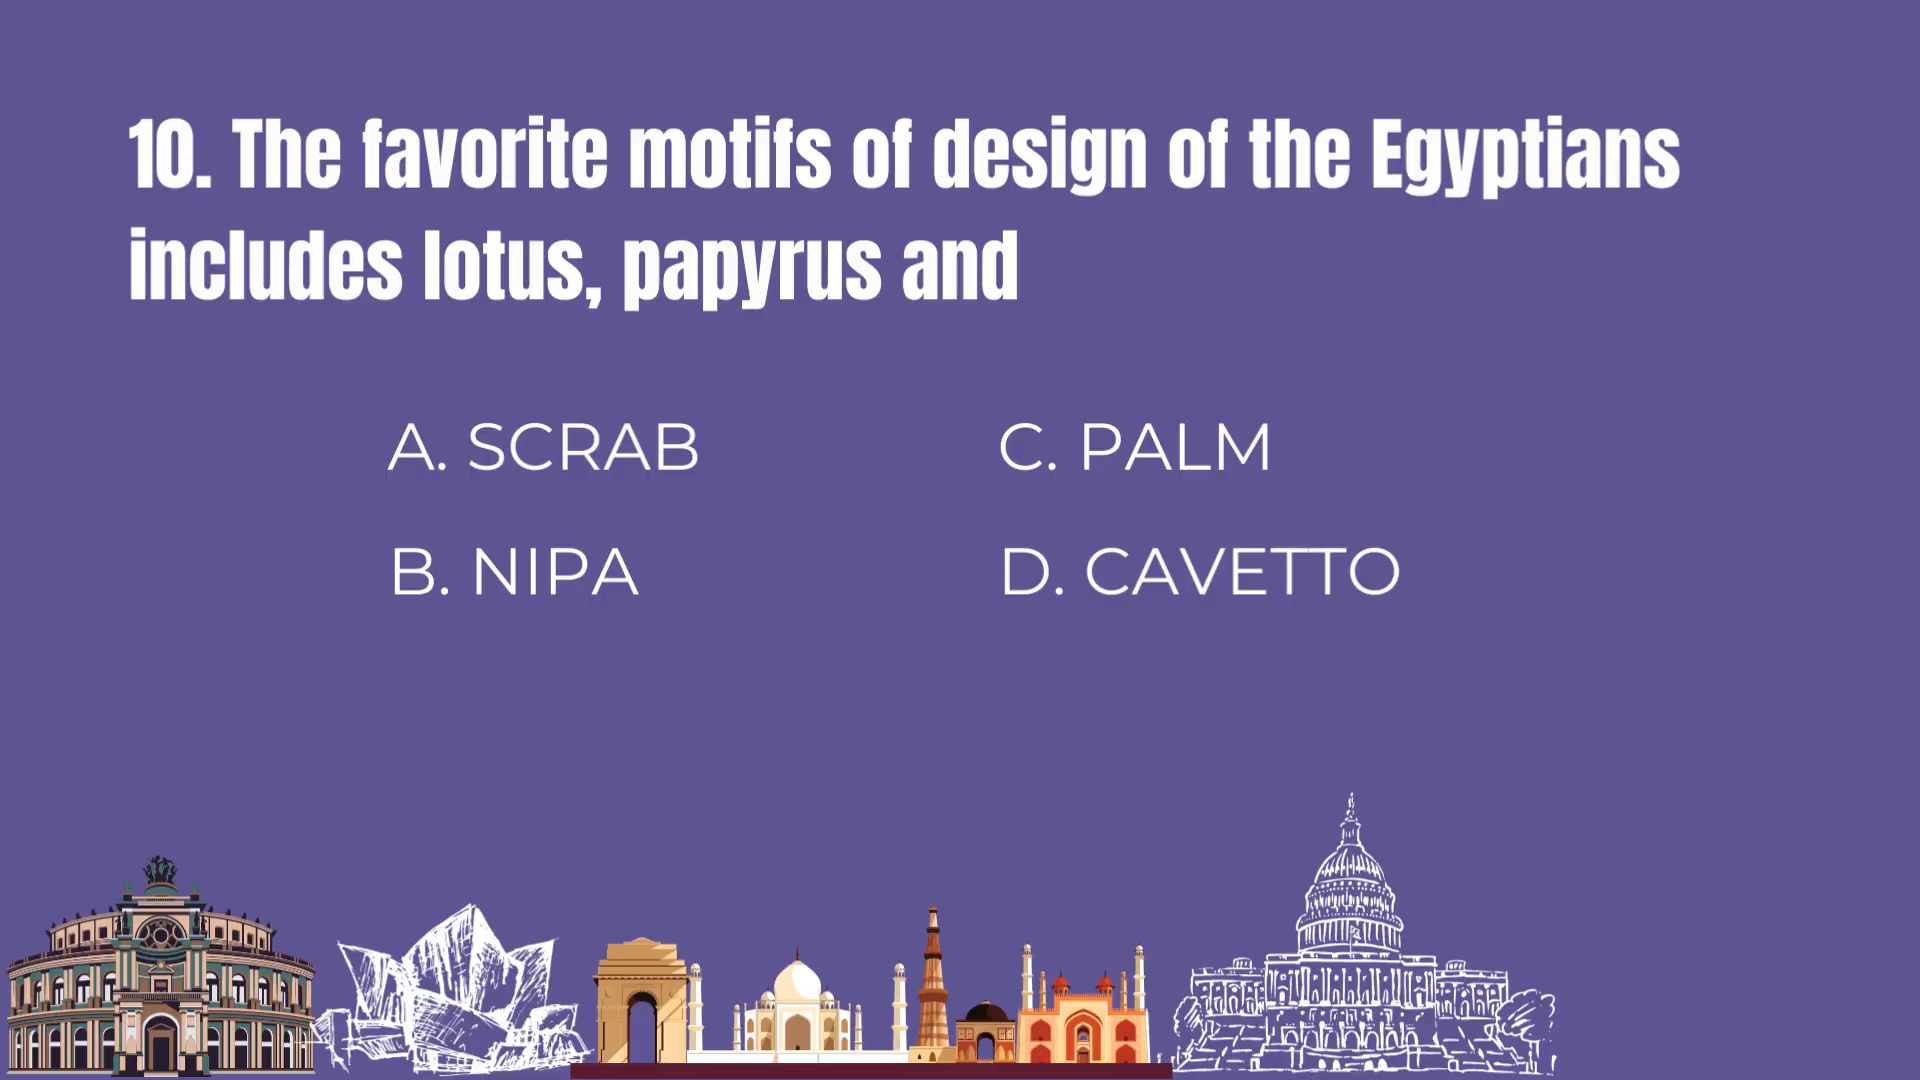 10. The favorite motifs of design of the Egyptians
includes lotus, papyrus and
A. SCRAB
C. PALM
B. NIPA
D. CAVETTO